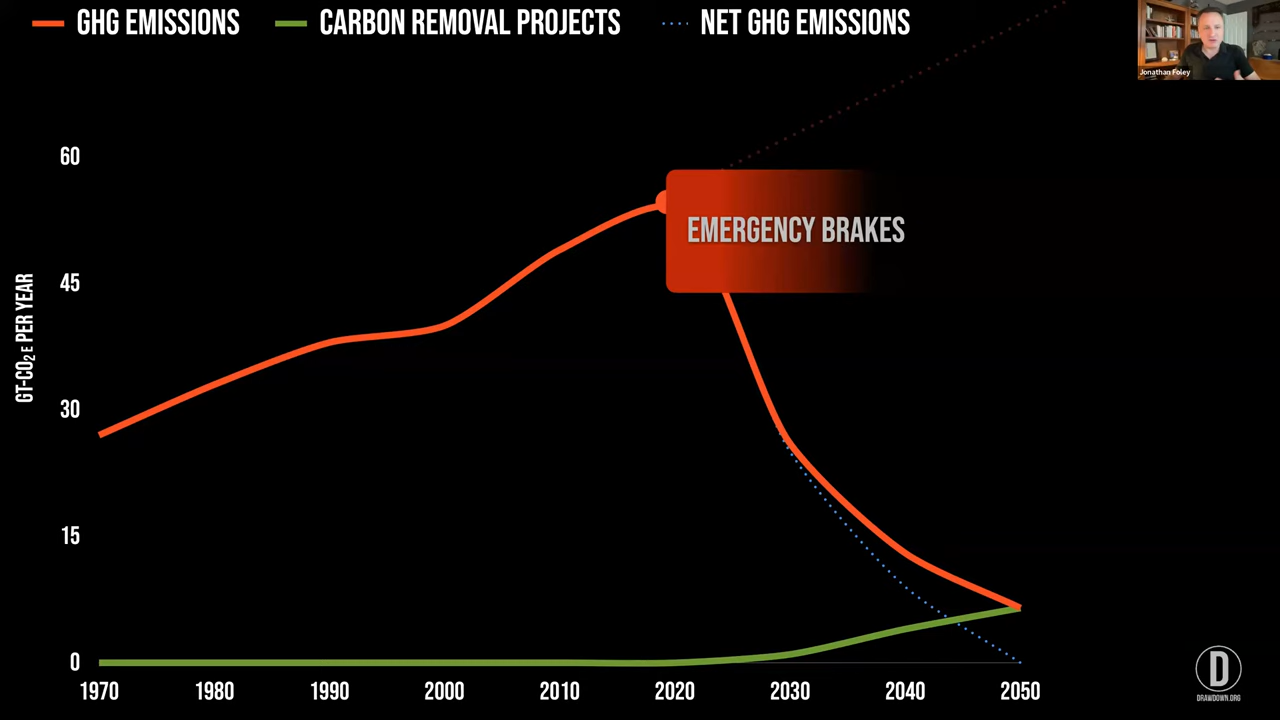 GHG EMISSIONS
CARBON REMOVAL PROJECTS
NET GHG EMISSIONS
Jonathan Foley
60
45
30
15
0
GT-CO₂E PER YEAR
EMERGENCY BRAKES
1970
1980
1990
2000
2010
2020
2030
2040
2050
D
DRAWDOWN.ORG